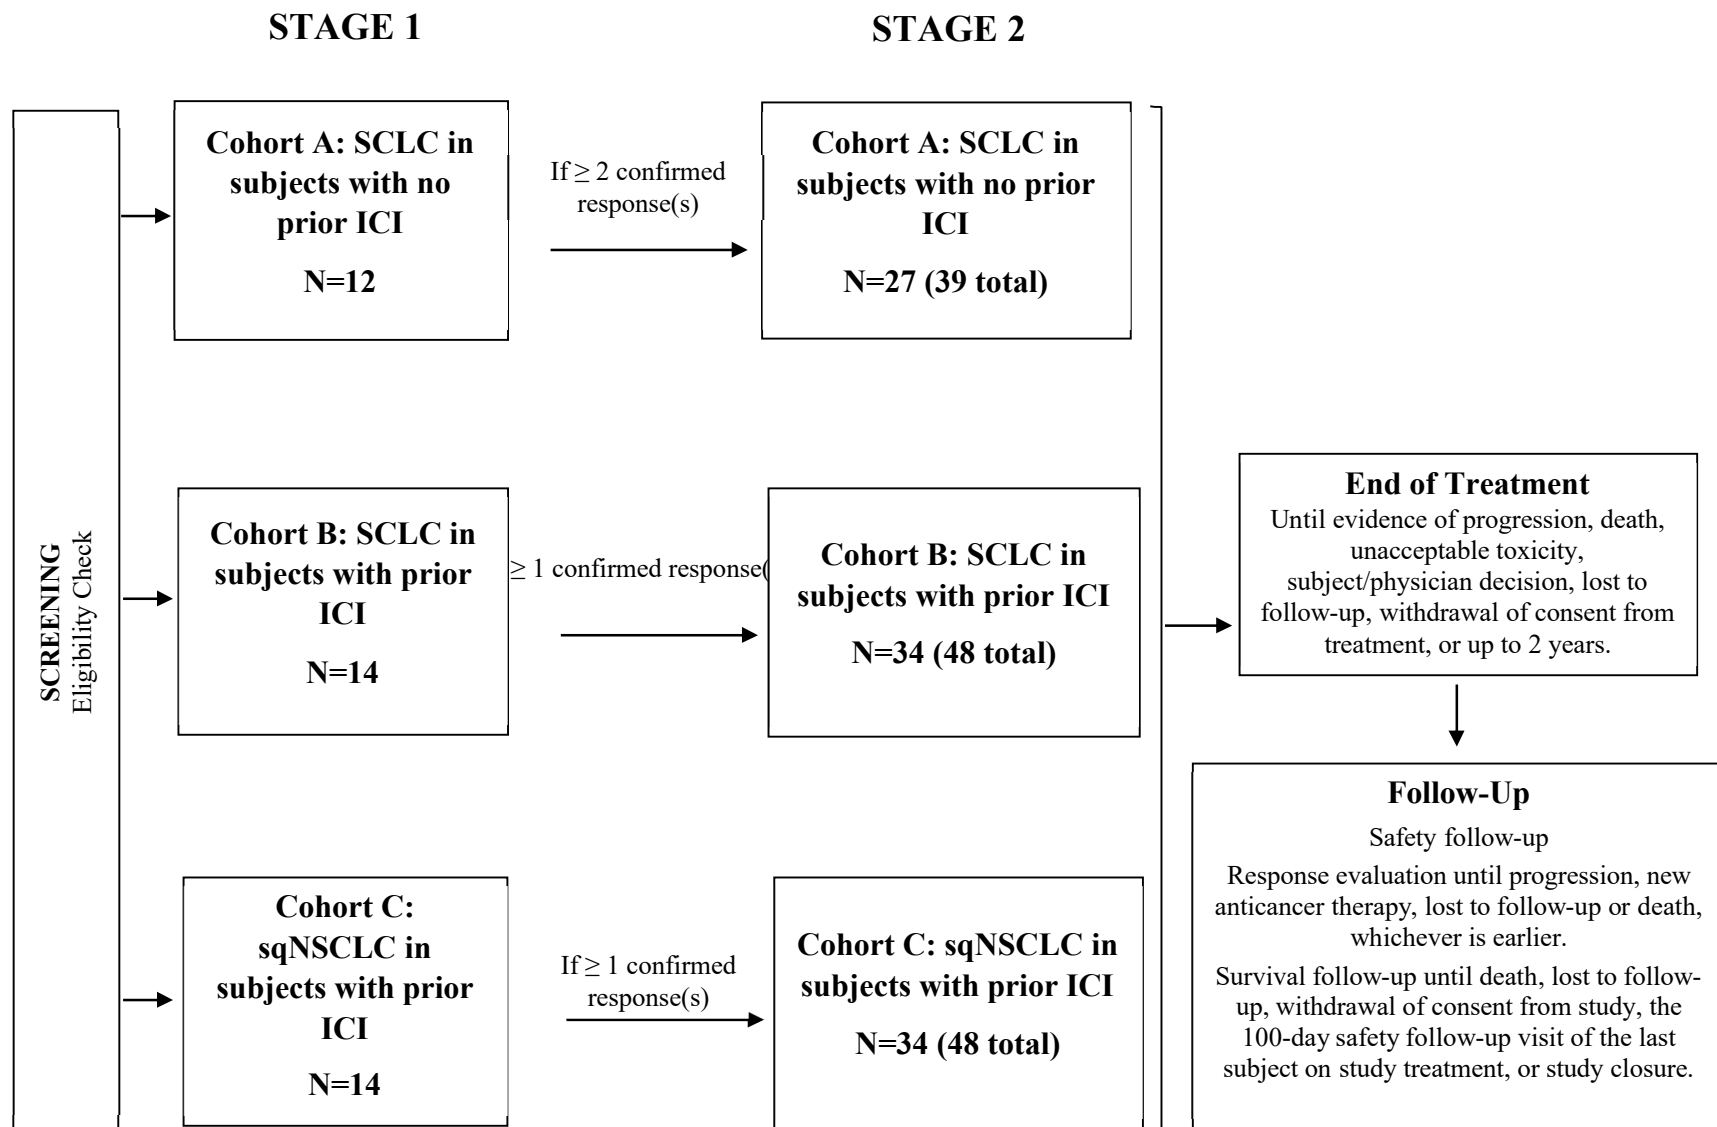 STAGE 1
STAGE 2
SCREENING
Eligibility Check
Cohort A: SCLC in
subjects with no
prior ICI
N=12
If ≥ 2 confirmed
response(s)
Cohort A: SCLC in
subjects with no prior
ICI
N=27 (39 total)
Cohort B: SCLC in
subjects with prior
ICI
N=14
≥ 1 confirmed response(
Cohort B: SCLC in
subjects with prior ICI
N=34 (48 total)
Cohort C:
sqNSCLC in
subjects with prior
ICI
N=14
If ≥ 1 confirmed
response(s)
Cohort C: sqNSCLC in
subjects with prior ICI
N=34 (48 total)
End of Treatment
Until evidence of progression, death,
unacceptable toxicity,
subject/physician decision, lost to
follow-up, withdrawal of consent from
treatment, or up to 2 years.
Follow-Up
Safety follow-up
Response evaluation until progression, new
anticancer therapy, lost to follow-up or death,
whichever is earlier.
Survival follow-up until death, lost to follow-
up, withdrawal of consent from study, the
100-day safety follow-up visit of the last
subject on study treatment, or study closure.